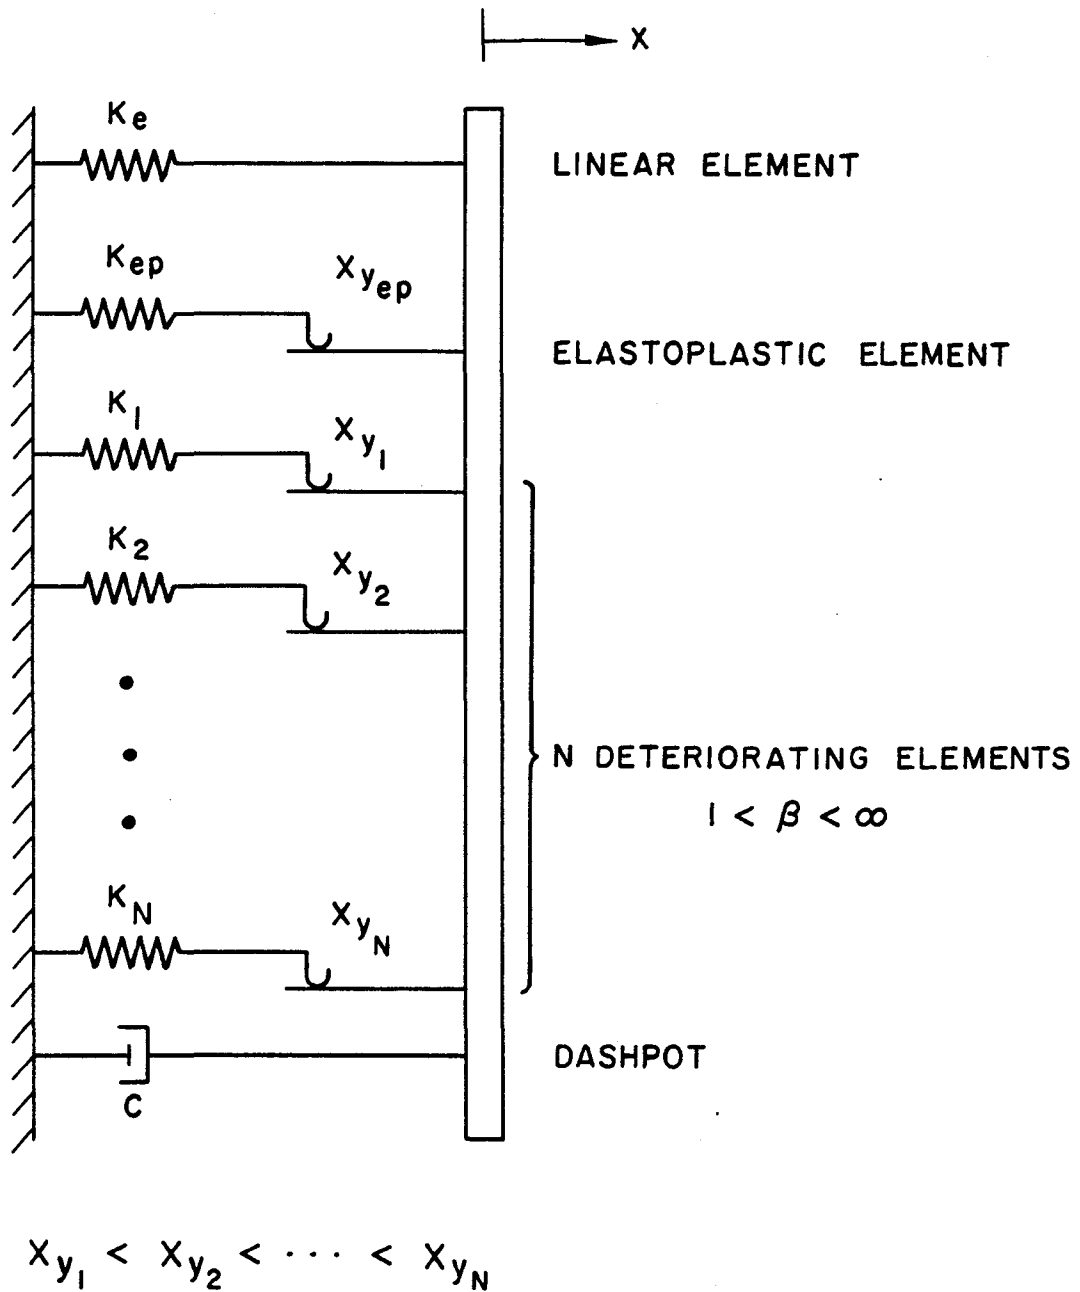 X
Ke
LINEAR ELEMENT
Kep
Xyep
ELASTOPLASTIC ELEMENT
K1
Xy1
K2
Xy2
N DETERIORATING ELEMENTS
1 < β < ∞
KN
XyN
DASHPOT
C
Xy1 < Xy2 < ··· < XyN